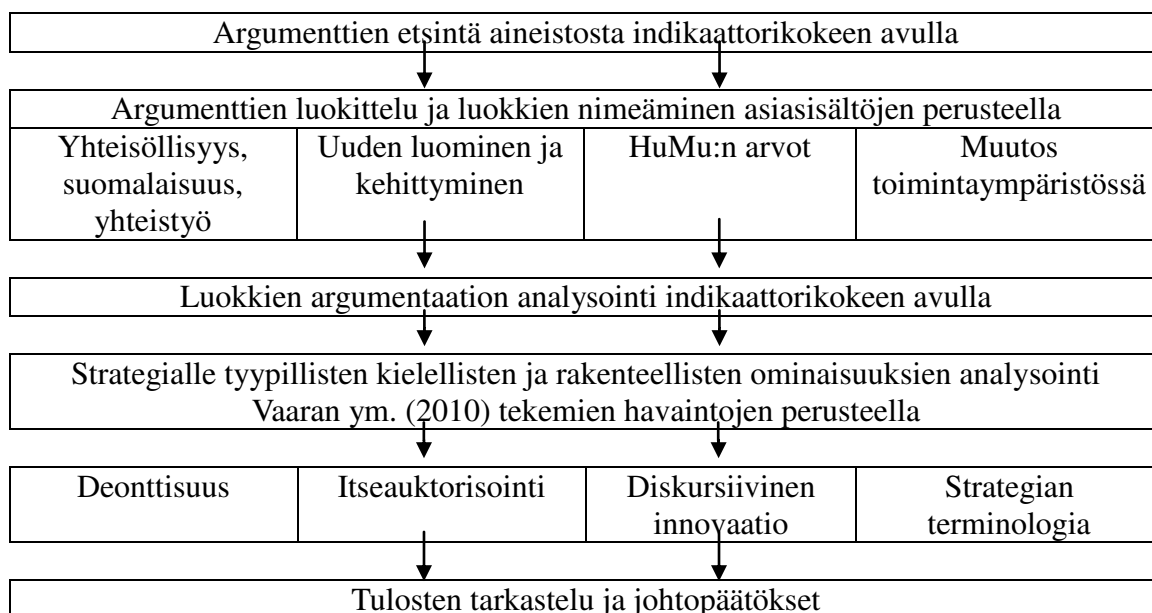 Argumenttien etsintä aineistosta indikaattorikokeen avulla
Argumenttien luokittelu ja luokkien nimeäminen asiasisältöjen perusteella
Yhteisöllisyys,
suomalaisuus,
yhteistyö
Uuden luominen ja
kehittyminen
HuMu:n arvot
Muutos
toimintaympäristössä
Luokkien argumentaation analysointi indikaattorikokeen avulla
Strategialle tyypillisten kielellisten ja rakenteellisten ominaisuuksien analysointi
Vaaran ym. (2010) tekemien havaintojen perusteella
Deonttisuus
Itseauktorisointi
Diskursiivinen
innovaatio
Strategian
terminologia
Tulosten tarkastelu ja johtopäätökset